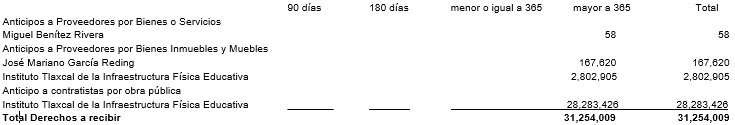 90 días 180 días menor o igual a 365 mayor a 365 Total
Anticipos a Proveedores por Bienes o Servicios
Miguel Benítez Rivera 58 58
Anticipos a Proveedores por Bienes Inmuebles y Muebles
José Mariano García Reding 167,620 167,620
Instituto Tlaxcal de la Infraestructura Física Educativa 2,802,905 2,802,905
Anticipo a contratistas por obra pública
Instituto Tlaxcal de la Infraestructura Física Educativa 28,283,426 28,283,426
Total Derechos a recibir 31,254,009 31,254,009